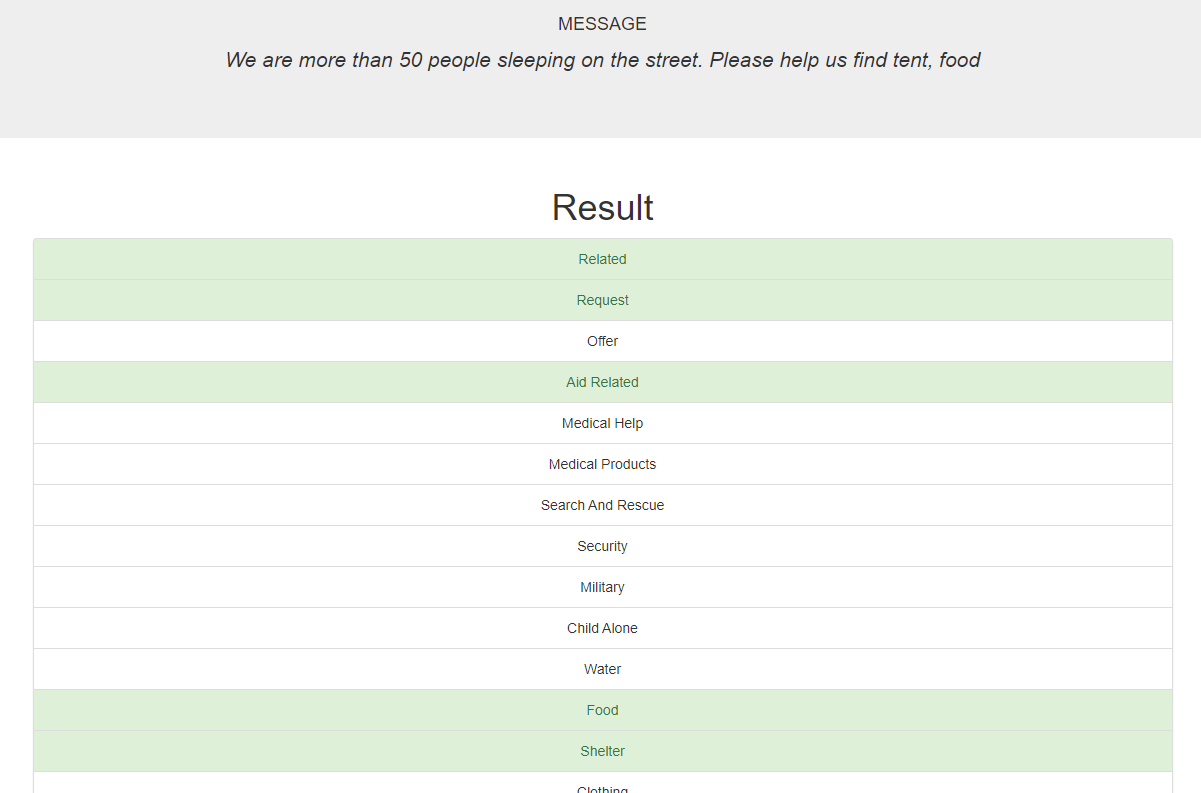 MESSAGE
We are more than 50 people sleeping on the street. Please help us find tent, food
Result
Related
Request
Offer
Aid Related
Medical Help
Medical Products
Search And Rescue
Security
Military
Child Alone
Water
Food
Shelter
Clothing